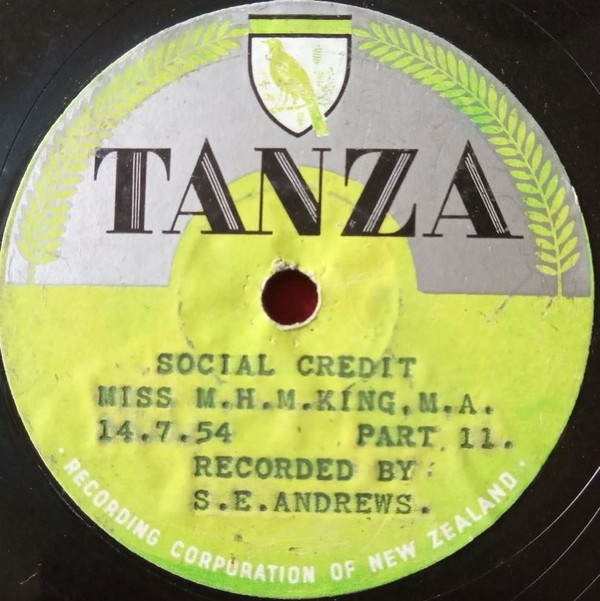 TANZA
SOCIAL CREDIT
MISS M.H.M.KING.M.A.
14.7.54 PART 11.
RECORDED BY
S.E.ANDREWS.
· RECORDING CORPORATION OF NEW ZEALAND ·